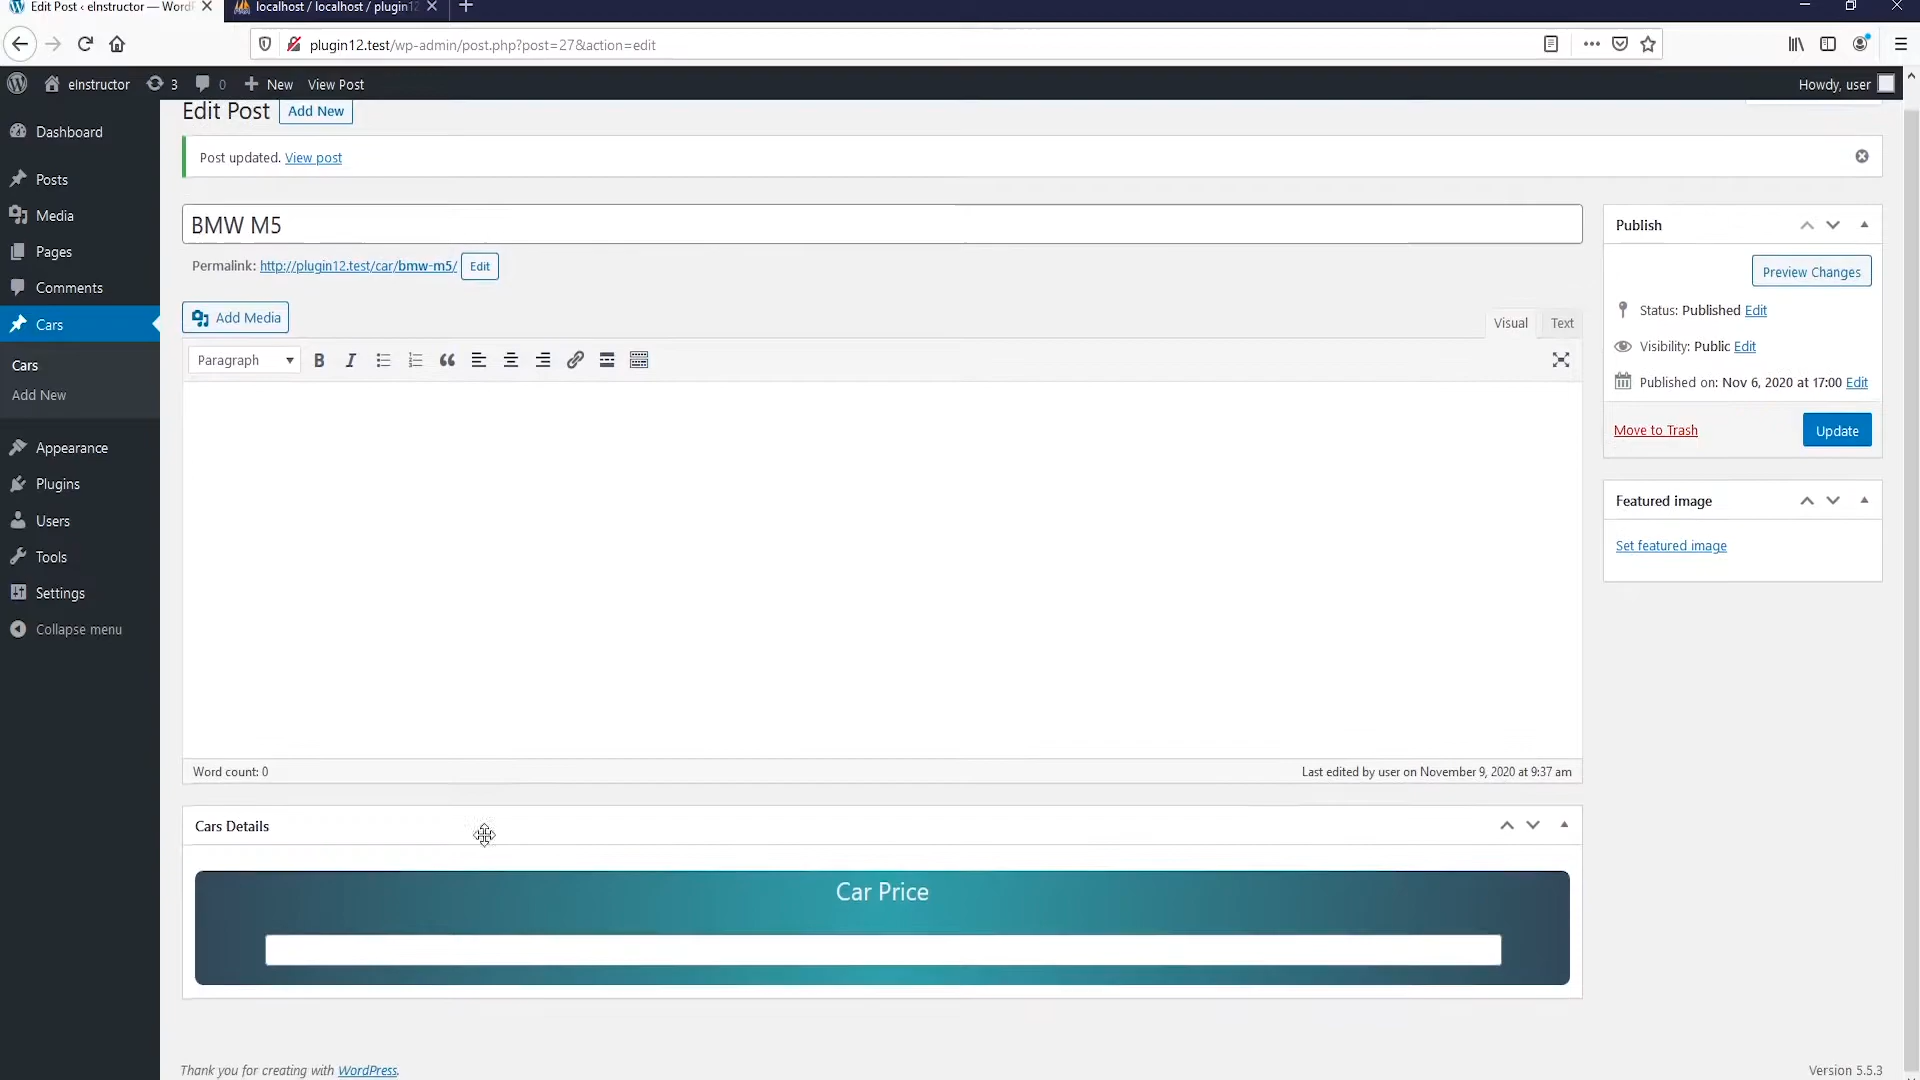 Edit Post ‹ eInstructor — Word
localhost / localhost / plugin12
plugin12.test/wp-admin/post.php?post=27&action=edit
eInstructor
3
0
New
View Post
Howdy, user
Edit Post
Add New
Dashboard
Posts
Media
Pages
Comments
Cars
Cars
Add New
Appearance
Plugins
Users
Tools
Settings
Collapse menu
Post updated. View post
BMW M5
Permalink: http://plugin12.test/car/bmw-m5/ Edit
Add Media
Visual
Text
Paragraph
B
I
Word count: 0
Last edited by user on November 9, 2020 at 9:37 am
Cars Details
Car Price
Publish
Preview Changes
Status: Published Edit
Visibility: Public Edit
Published on: Nov 6, 2020 at 17:00 Edit
Move to Trash
Update
Featured image
Set featured image
Thank you for creating with WordPress.
Version 5.5.3